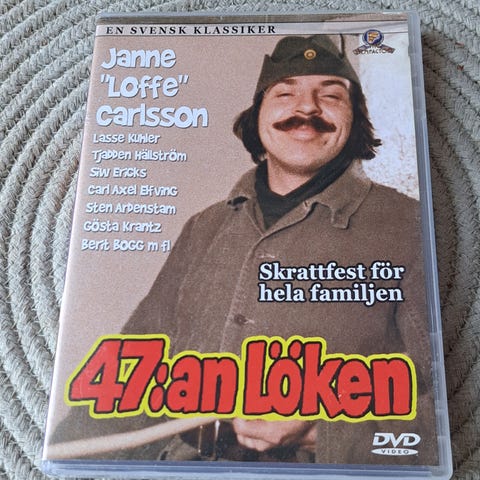 EN SVENSK KLASSIKER
Janne
"Loffe"
Carlsson
Lasse Kuhler
Tjadden Hällström
Siw Ericks
Carl Axel Elfving
Sten Ardenstam
Gösta Krantz
Berit BOGG m fl
Skrattfest för
hela familjen
47:an Löken
DVD
VIDEO